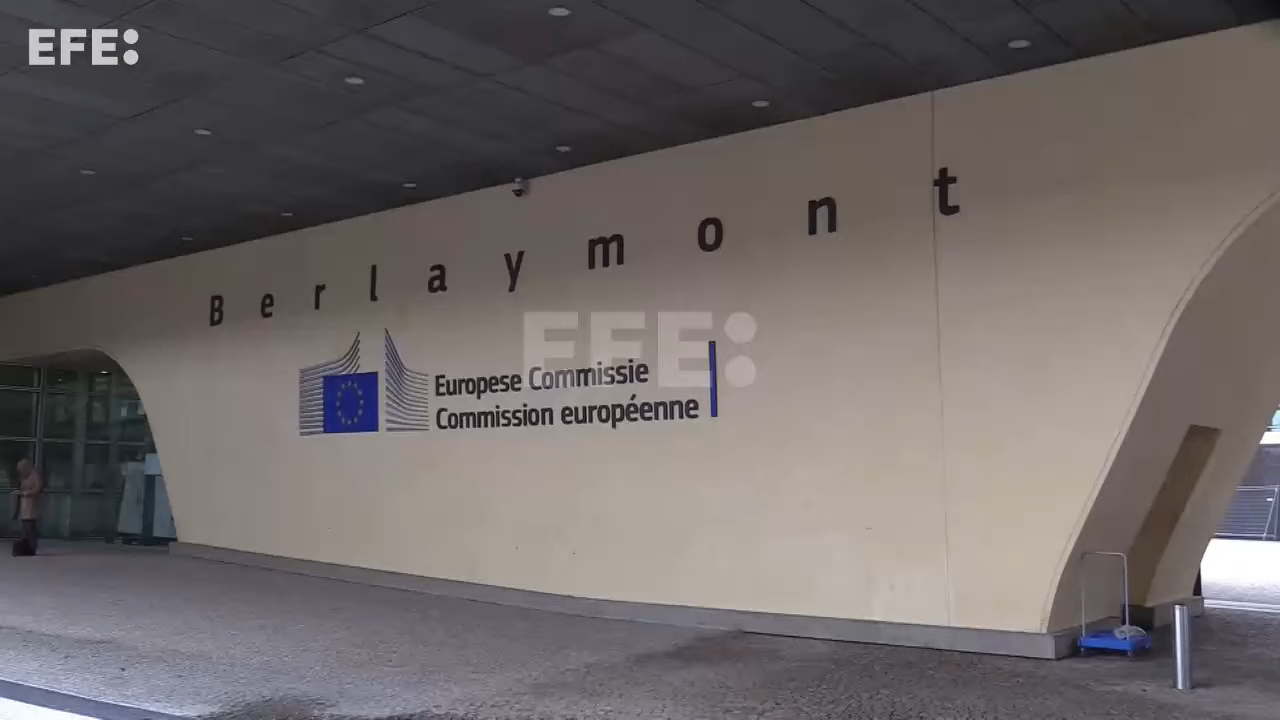 EFE:
Berlaymont
EFE:
Europese Commissie
Commission européenne